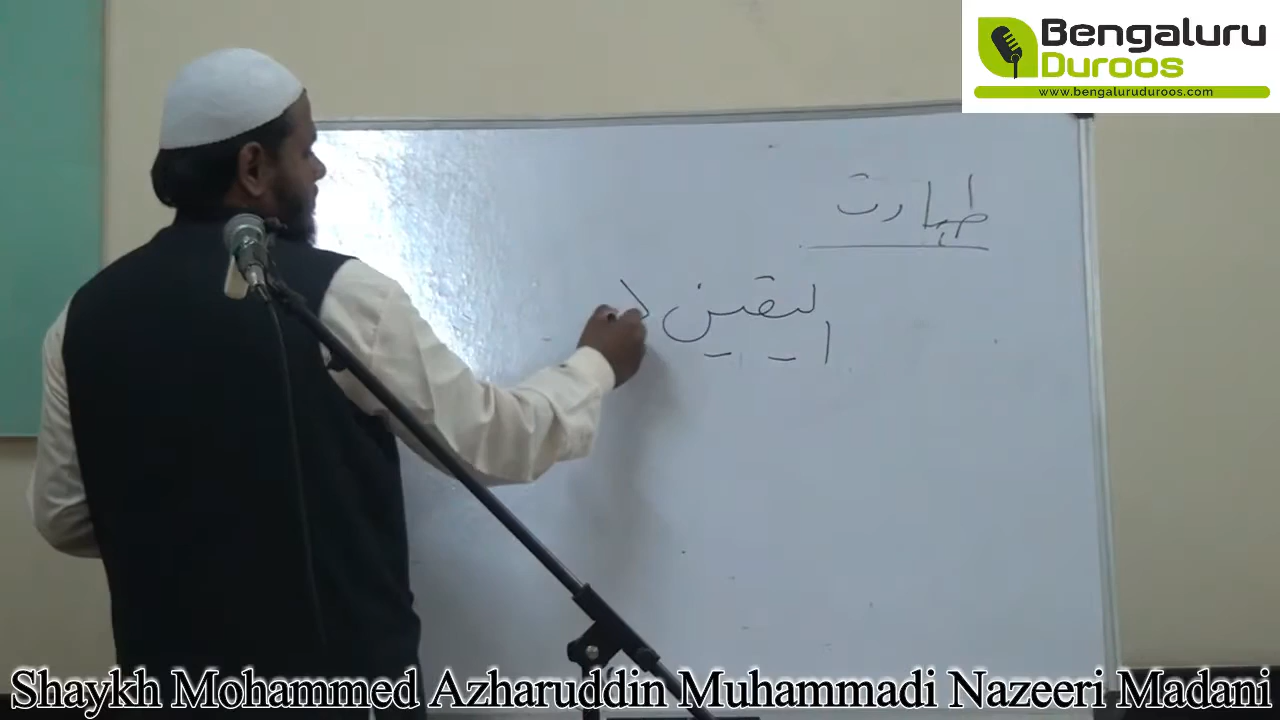 Bengaluru
Duroos
www.bengaluruduroos.com
طہارت
الیقین لا
Shaykh Mohammed Azharuddin Muhammadi Nazeeri Madani